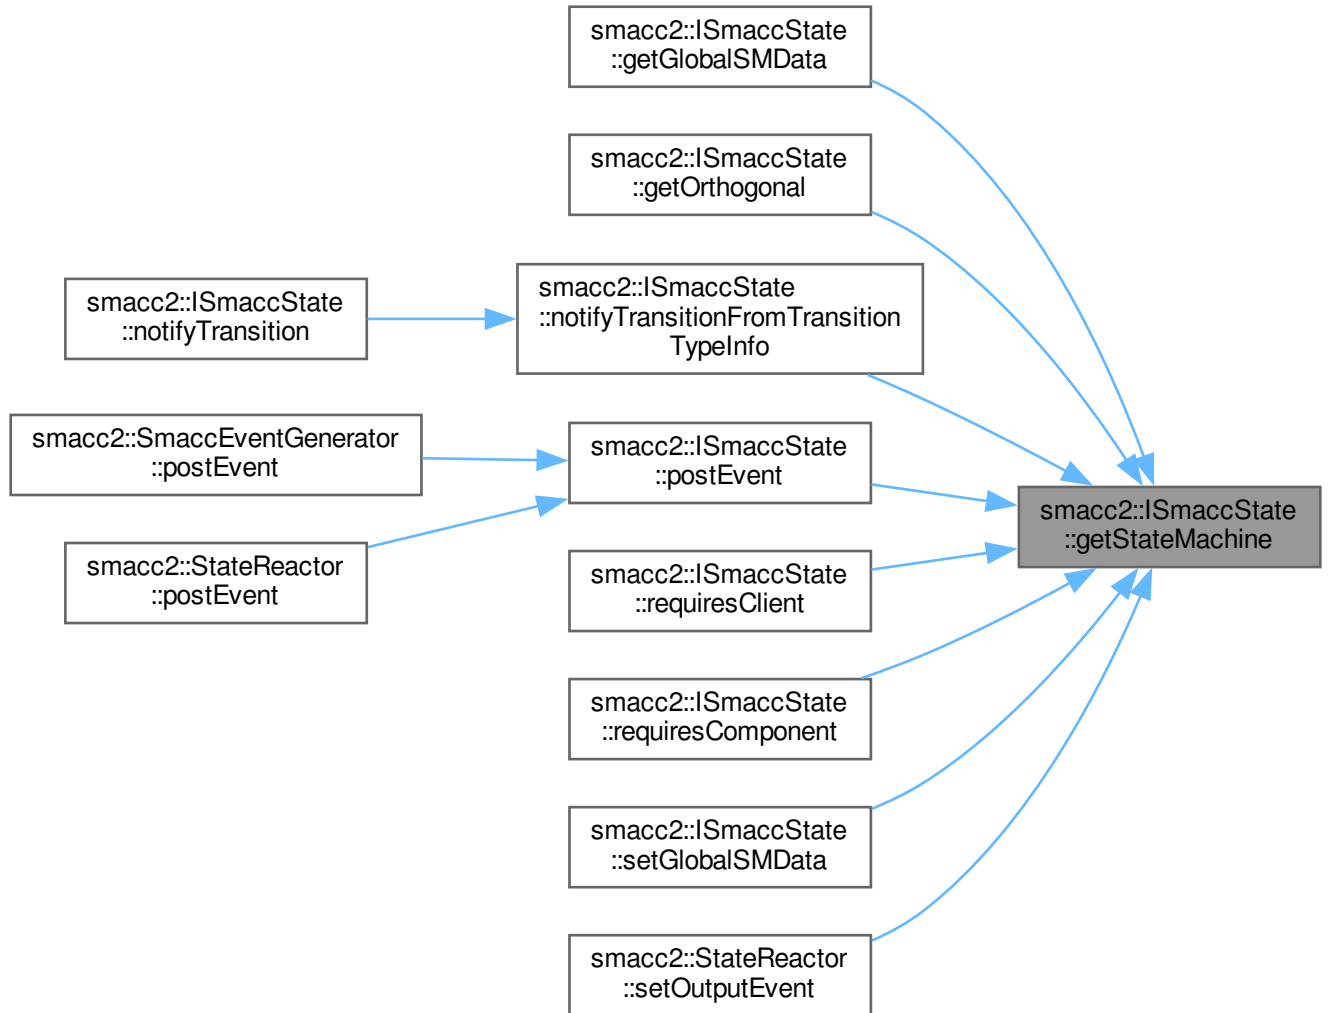 smacc2::ISmaccState
::getGlobalSMData
smacc2::ISmaccState
::getOrthogonal
smacc2::ISmaccState
::notifyTransitionFromTransition
TypeInfo
smacc2::ISmaccState
::notifyTransition
smacc2::SmaccEventGenerator
::postEvent
smacc2::ISmaccState
::postEvent
smacc2::ISmaccState
::getStateMachine
smacc2::StateReactor
::postEvent
smacc2::ISmaccState
::requiresClient
smacc2::ISmaccState
::requiresComponent
smacc2::ISmaccState
::setGlobalSMData
smacc2::StateReactor
::setOutputEvent